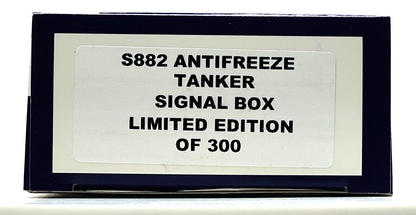 S882 ANTIFREEZE
TANKER
SIGNAL BOX
LIMITED EDITION
OF 300